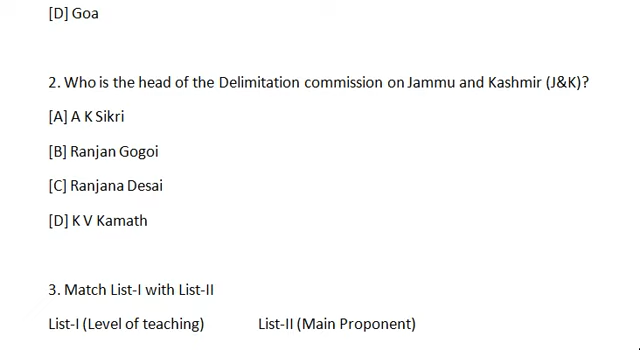 [D] Goa
2. Who is the head of the Delimitation commission on Jammu and Kashmir (J&K)?
[A] A K Sikri
[B] Ranjan Gogoi
[C] Ranjana Desai
[D] K V Kamath
3. Match List-I with List-II
List-I (Level of teaching) List-II (Main Proponent)